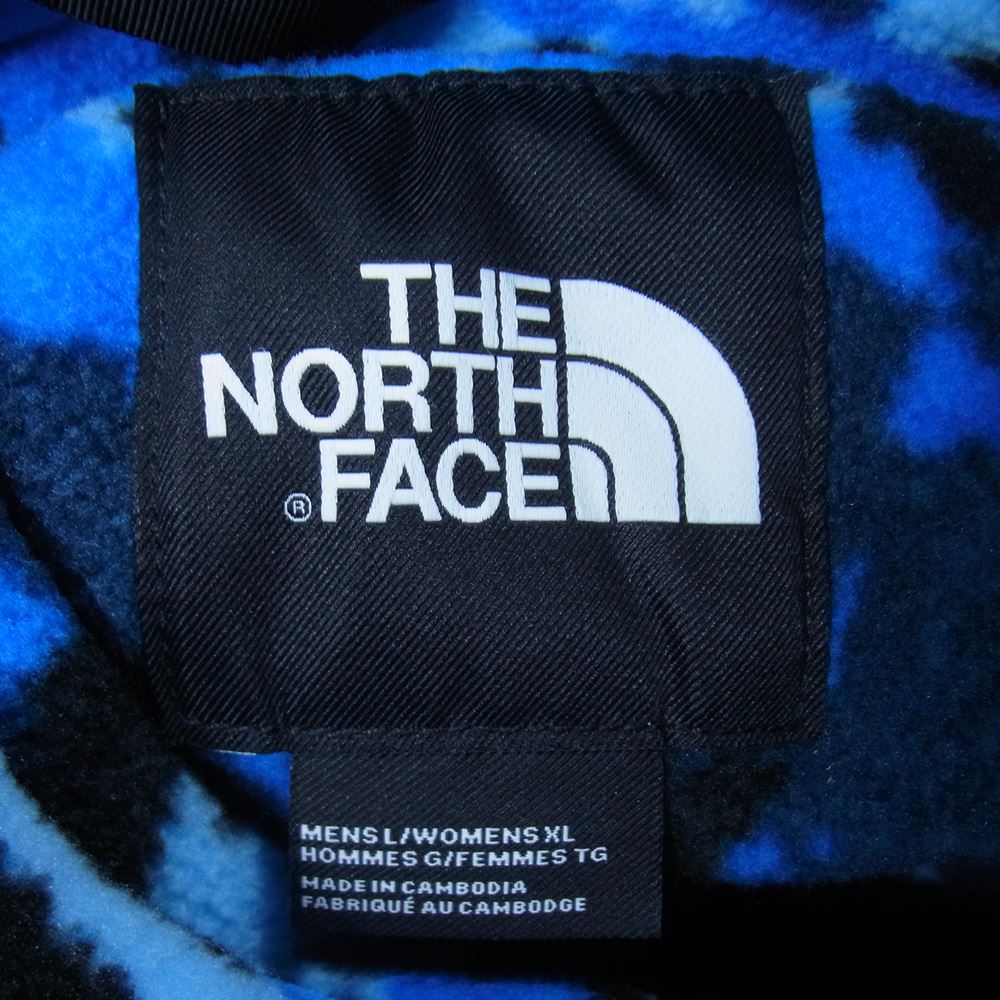 THE
NORTH
FACE
®
MENS L/WOMENS XL
HOMMES G/FEMMES TG
MADE IN CAMBODIA
FABRIQUÉ AU CAMBODGE